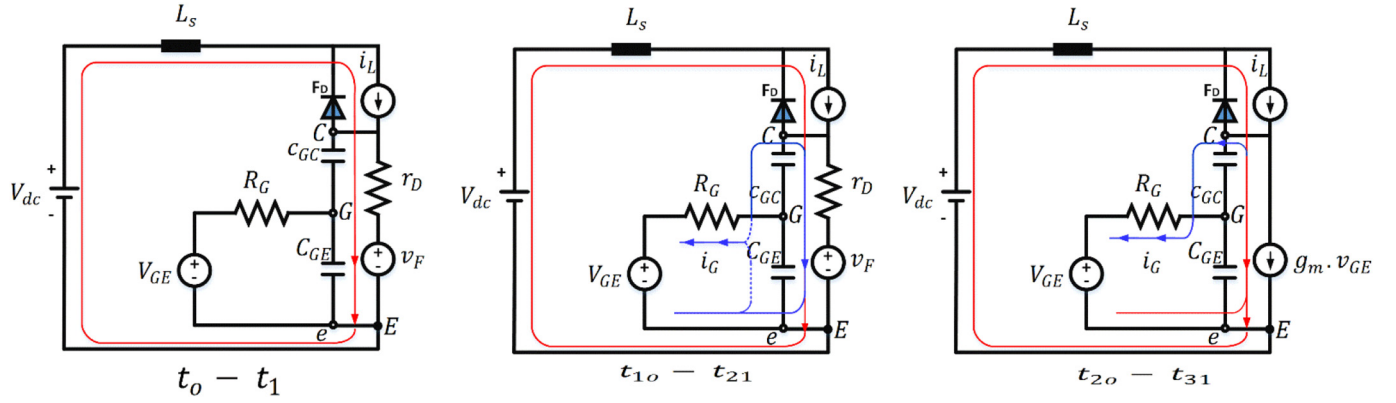 L_s
i_L
F_D
C
c_GC
R_G
V_dc
+
-
G
r_D
C_GE
V_GE
+
-
+
-
v_F
e
E
t_o − t_1
L_s
i_L
F_D
C
R_G
c_GC
V_dc
+
-
G
r_D
i_G
C_GE
V_GE
+
-
+
-
v_F
e
E
t_1o − t_21
L_s
i_L
F_D
C
R_G
c_GC
V_dc
+
-
G
i_G
C_GE
V_GE
+
-
g_m.v_GE
e
E
t_2o − t_31